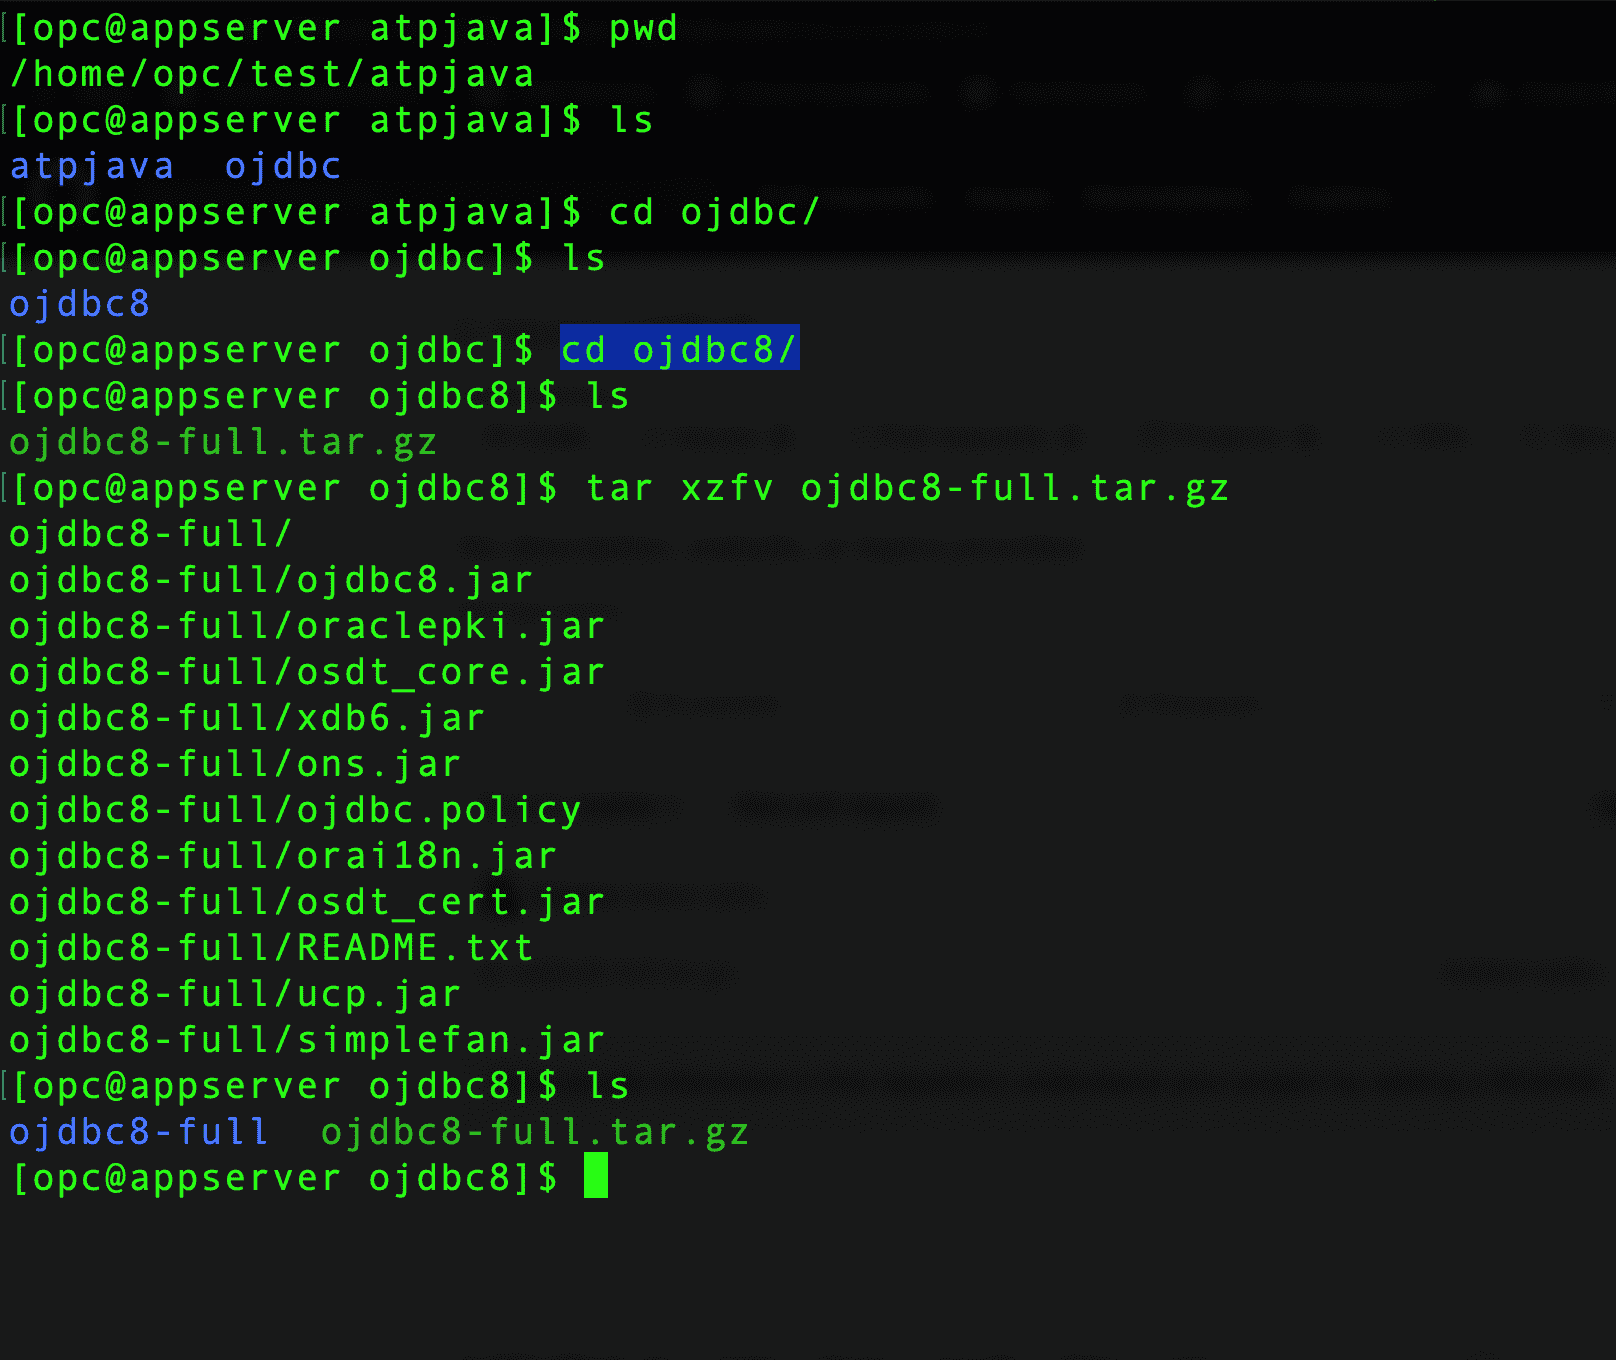 [[opc@appserver atpjava]$ pwd
/home/opc/test/atpjava
[[opc@appserver atpjava]$ ls
atpjava  ojdbc
[[opc@appserver atpjava]$ cd ojdbc/
[[opc@appserver ojdbc]$ ls
ojdbc8
[[opc@appserver ojdbc]$ cd ojdbc8/
[[opc@appserver ojdbc8]$ ls
ojdbc8-full.tar.gz
[[opc@appserver ojdbc8]$ tar xzfv ojdbc8-full.tar.gz
ojdbc8-full/
ojdbc8-full/ojdbc8.jar
ojdbc8-full/oraclepki.jar
ojdbc8-full/osdt_core.jar
ojdbc8-full/xdb6.jar
ojdbc8-full/ons.jar
ojdbc8-full/ojdbc.policy
ojdbc8-full/orai18n.jar
ojdbc8-full/osdt_cert.jar
ojdbc8-full/README.txt
ojdbc8-full/ucp.jar
ojdbc8-full/simplefan.jar
[[opc@appserver ojdbc8]$ ls
ojdbc8-full  ojdbc8-full.tar.gz
[opc@appserver ojdbc8]$